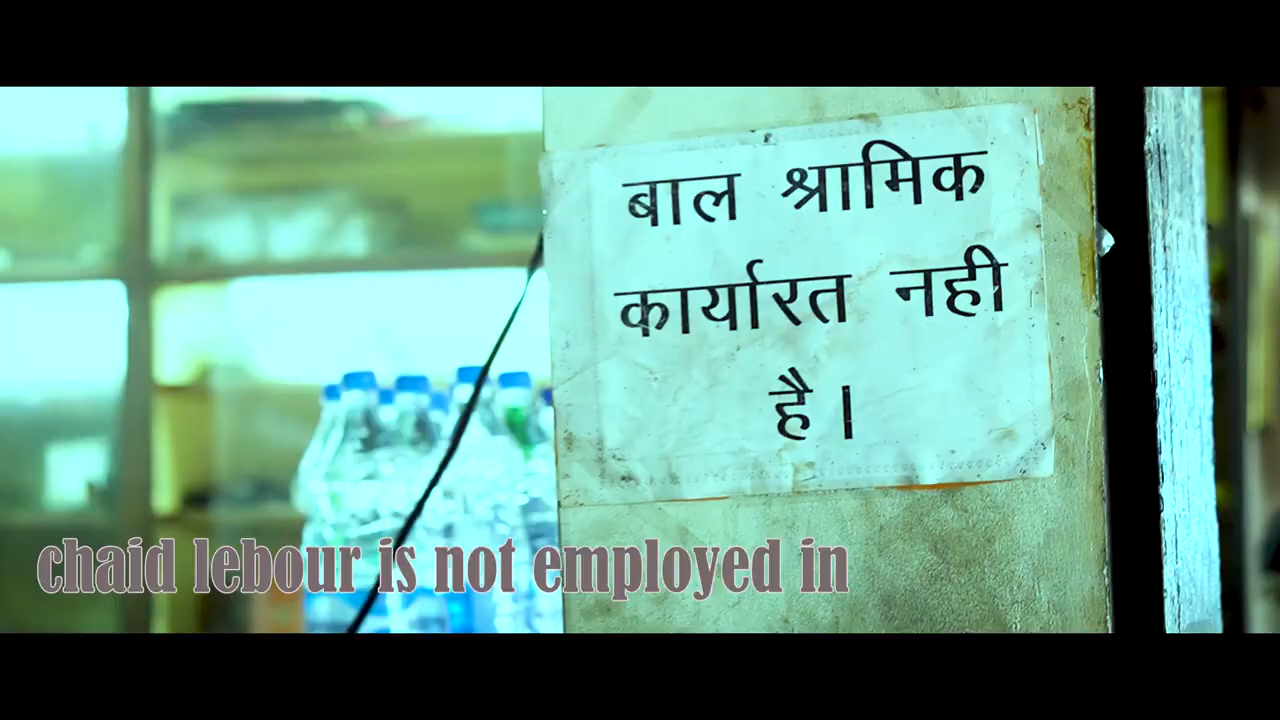 बाल श्रामिक
कार्यारत नही
है।
chaid lebour is not employed in